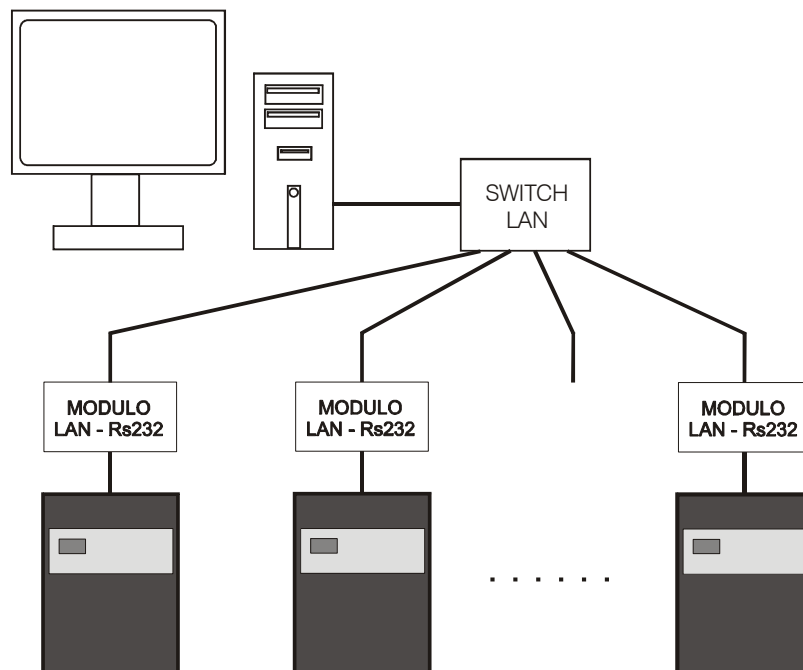 SWITCH
LAN
MODULO
LAN - Rs232
MODULO
LAN - Rs232
MODULO
LAN - Rs232